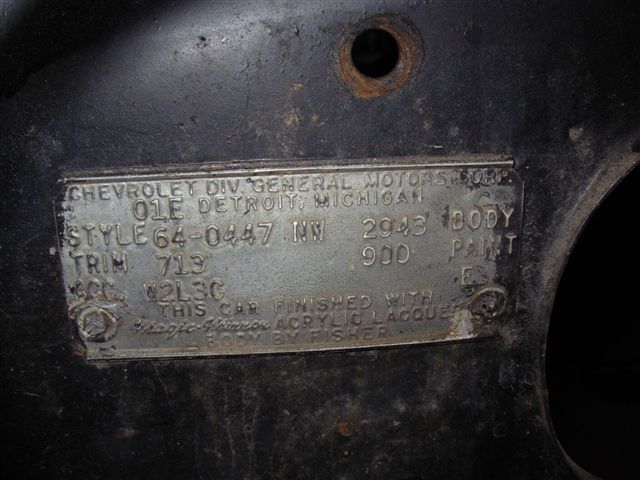 CHEVROLET DIV. GENERAL MOTORS CORP.
01E DETROIT, MICHIGAN
STYLE 64-0447 NW 2943 BODY
TRIM 713 900 PAINT
ACC. W2L3C E
THIS CAR FINISHED WITH
Magic-Mirror ACRYLIC LACQUER
BODY BY FISHER